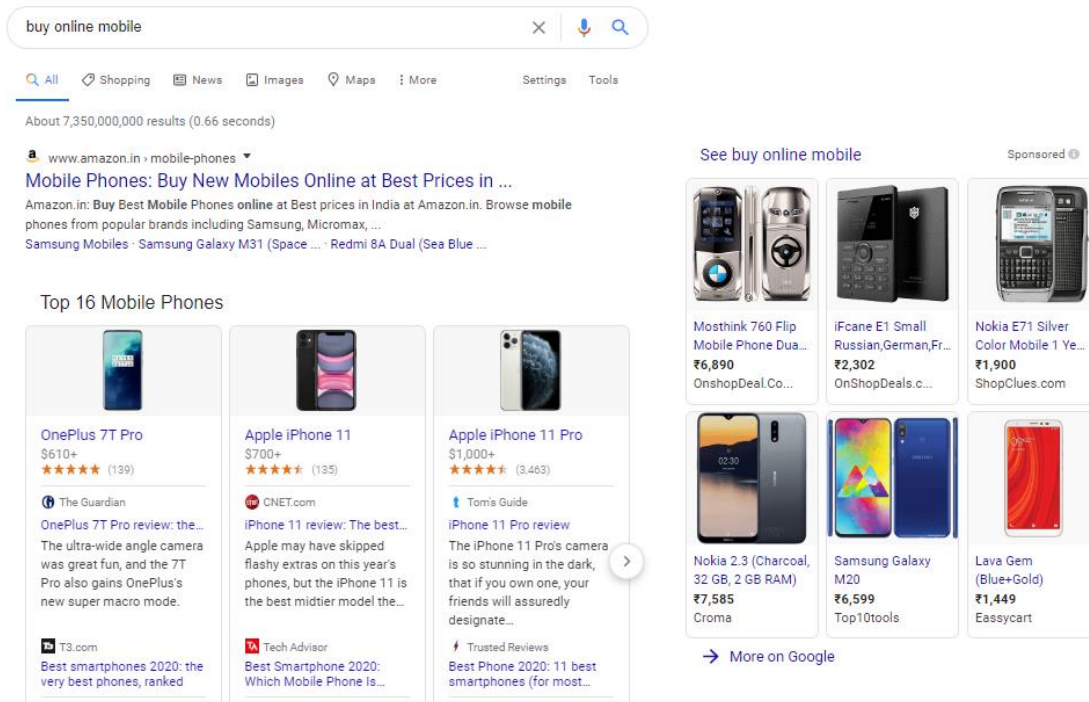 buy online mobile
All Shopping News Images Maps More Settings Tools
About 7,350,000,000 results (0.66 seconds)
www.amazon.in › mobile-phones
Mobile Phones: Buy New Mobiles Online at Best Prices in ...
Amazon.in: Buy Best Mobile Phones online at Best prices in India at Amazon.in. Browse mobile
phones from popular brands including Samsung, Micromax, ...
Samsung Mobiles · Samsung Galaxy M31 (Space ... · Redmi 8A Dual (Sea Blue ...
Top 16 Mobile Phones
OnePlus 7T Pro
$610+
(139)
The Guardian
OnePlus 7T Pro review: the...
The ultra-wide angle camera
was great fun, and the 7T
Pro also gains OnePlus's
new super macro mode.
T3.com
Best smartphones 2020: the
very best phones, ranked
Apple iPhone 11
$700+
(135)
CNET.com
iPhone 11 review: The best...
Apple may have skipped
flashy extras on this year's
phones, but the iPhone 11 is
the best midtier model the...
Tech Advisor
Best Smartphone 2020:
Which Mobile Phone Is...
Apple iPhone 11 Pro
$1,000+
(3,463)
Tom's Guide
iPhone 11 Pro review
The iPhone 11 Pro's camera
is so stunning in the dark,
that if you own one, your
friends will assuredly
designate...
Trusted Reviews
Best Phone 2020: 11 best
smartphones (for most...
See buy online mobile
Sponsored
Mosthink 760 Flip
Mobile Phone Dua...
₹6,890
OnshopDeal.Co...
iFcane E1 Small
Russian,German,Fr...
₹2,302
OnShopDeals.c...
Nokia E71 Silver
Color Mobile 1 Ye...
₹1,900
ShopClues.com
02:30
Nokia 2.3 (Charcoal,
32 GB, 2 GB RAM)
₹7,585
Croma
Samsung Galaxy
M20
₹6,599
Top10tools
Lava Gem
(Blue+Gold)
₹1,449
Eassycart
More on Google